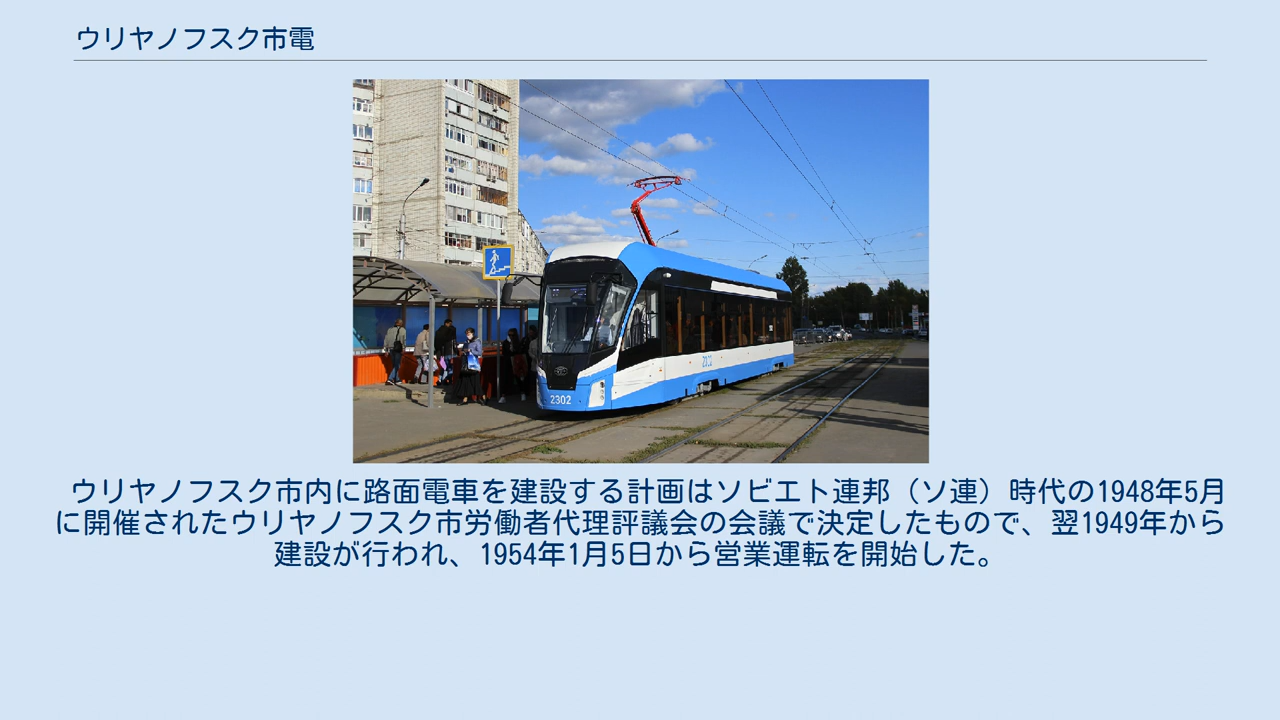 ウリヤノフスク市電
2302
2302
ウリヤノフスク市内に路面電車を建設する計画はソビエト連邦（ソ連）時代の1948年5月
に開催されたウリヤノフスク市労働者代理評議会の会議で決定したもので、翌1949年から
建設が行われ、1954年1月5日から営業運転を開始した。